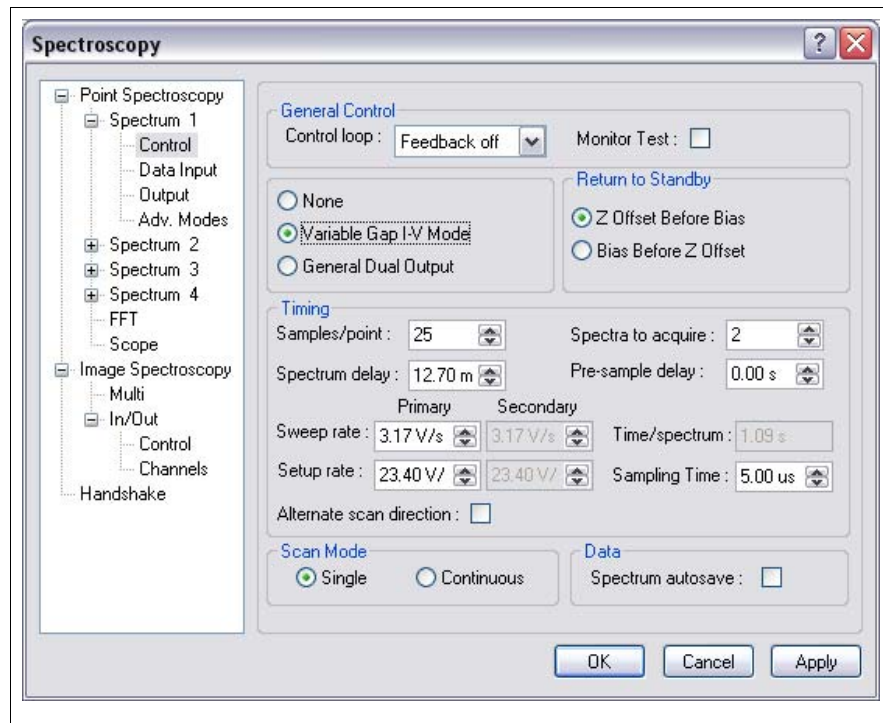 Spectroscopy
Point Spectroscopy
Spectrum 1
Control
Data Input
Output
Adv. Modes
Spectrum 2
Spectrum 3
Spectrum 4
FFT
Scope
Image Spectroscopy
Multi
In/Out
Control
Channels
Handshake
General Control
Control loop : Feedback off Monitor Test :
None
Variable Gap I-V Mode
General Dual Output
Return to Standby
Z Offset Before Bias
Bias Before Z Offset
Timing
Samples/point : 25 Spectra to acquire : 2
Spectrum delay : 12.70 m Pre-sample delay : 0.00 s
Primary Secondary
Sweep rate : 3.17 V/s 3.17 V/s Time/spectrum : 1.09 s
Setup rate : 23.40 V/ 23.40 V/ Sampling Time : 5.00 us
Alternate scan direction :
Scan Mode
Single Continuous
Data
Spectrum autosave :
OK Cancel Apply